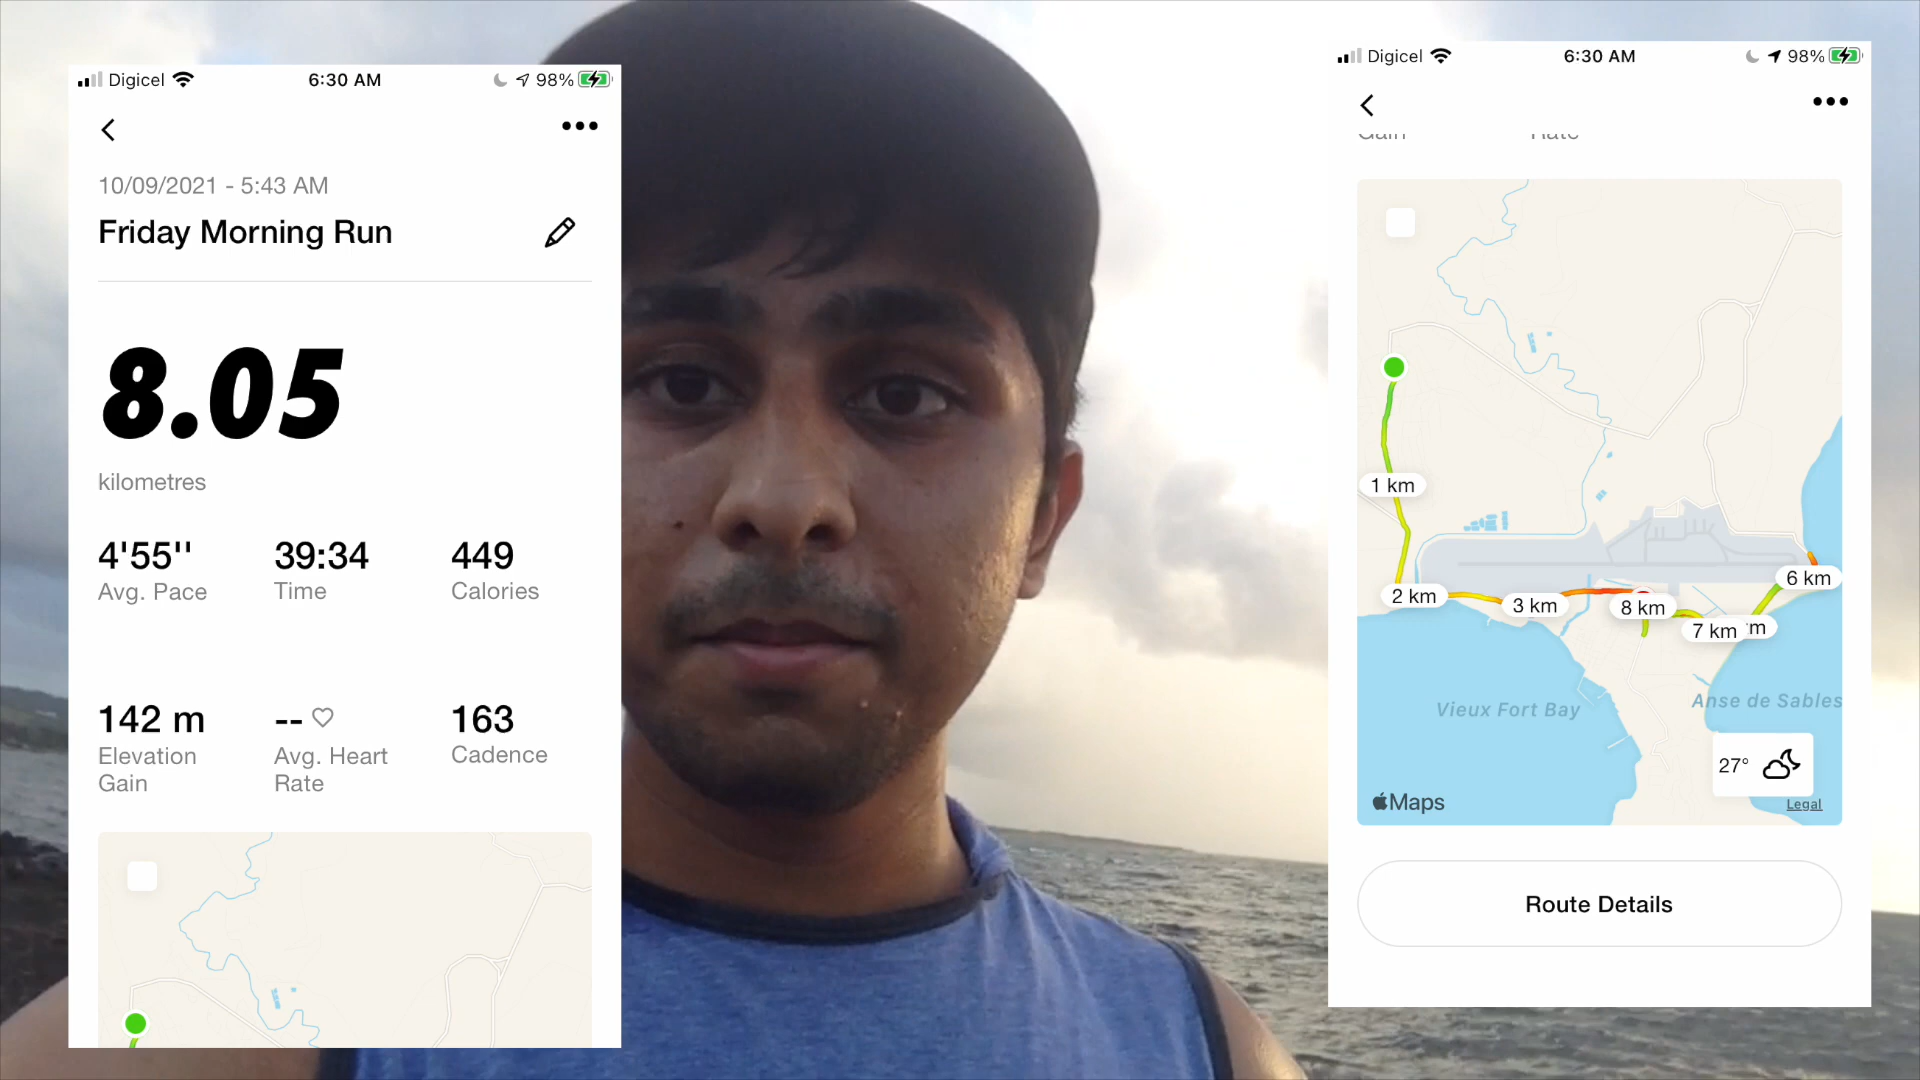 Digicel 6:30 AM 98%
10/09/2021 - 5:43 AM
Friday Morning Run
8.05
kilometres
4'55'' 39:34 449
Avg. Pace Time Calories
142 m -- 163
Elevation Gain Avg. Heart Rate Cadence
Digicel 6:30 AM 98%
Gain Rate
1 km
6 km
2 km
3 km
8 km
7 km
Anse de Sables
Vieux Fort Bay
27°
Maps
Legal
Route Details